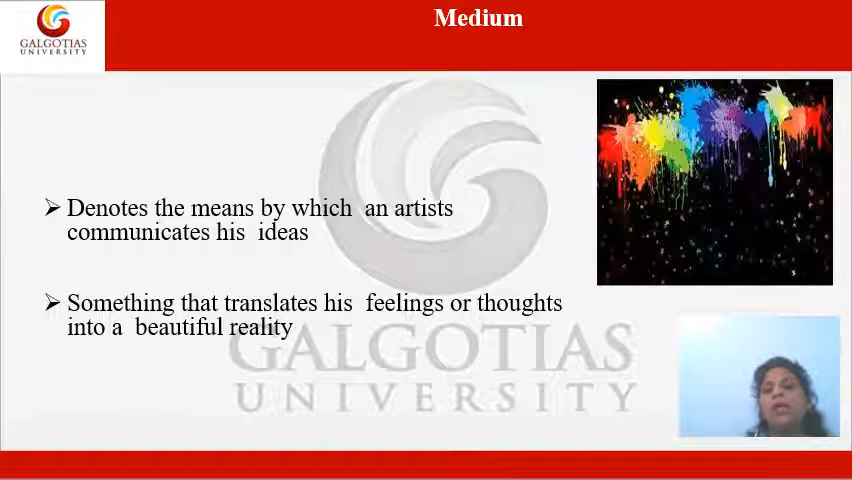 Medium
GALGOTIAS
UNIVERSITY
➢ Denotes the means by which an artists
communicates his ideas
➢ Something that translates his feelings or thoughts
into a beautiful reality
GALGOTIAS
UNIVERSITY